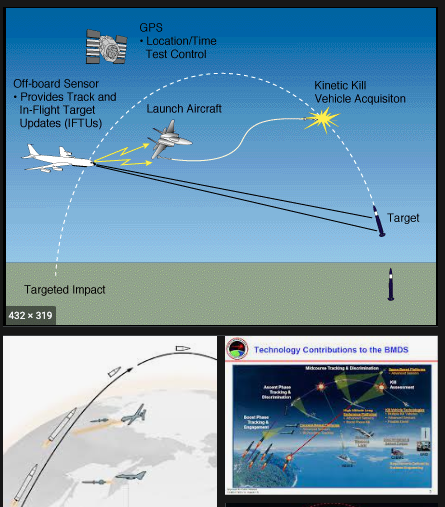 GPS
• Location/Time
Test Control
Off-board Sensor
• Provides Track and
In-Flight Target
Updates (IFTUs)
Launch Aircraft
Kinetic Kill
Vehicle Acquisiton
Target
Targeted Impact
432 × 319
Technology Contributions to the BMDS
Midcourse Tracking & Discrimination
Ascent Phase
Tracking &
Discrimination
Kill
Assessment
Boost Phase
Tracking &
Engagement